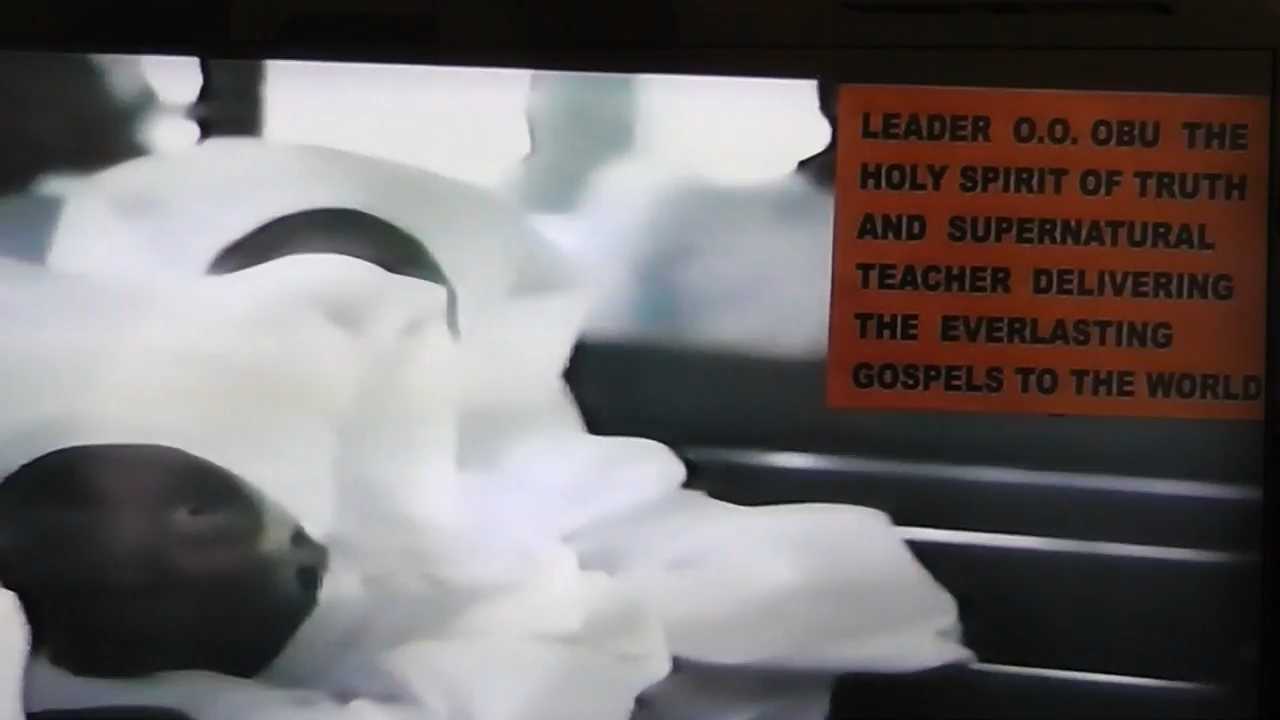 LEADER O.O. OBU THE
HOLY SPIRIT OF TRUTH
AND SUPERNATURAL
TEACHER DELIVERING
THE EVERLASTING
GOSPELS TO THE WORLD